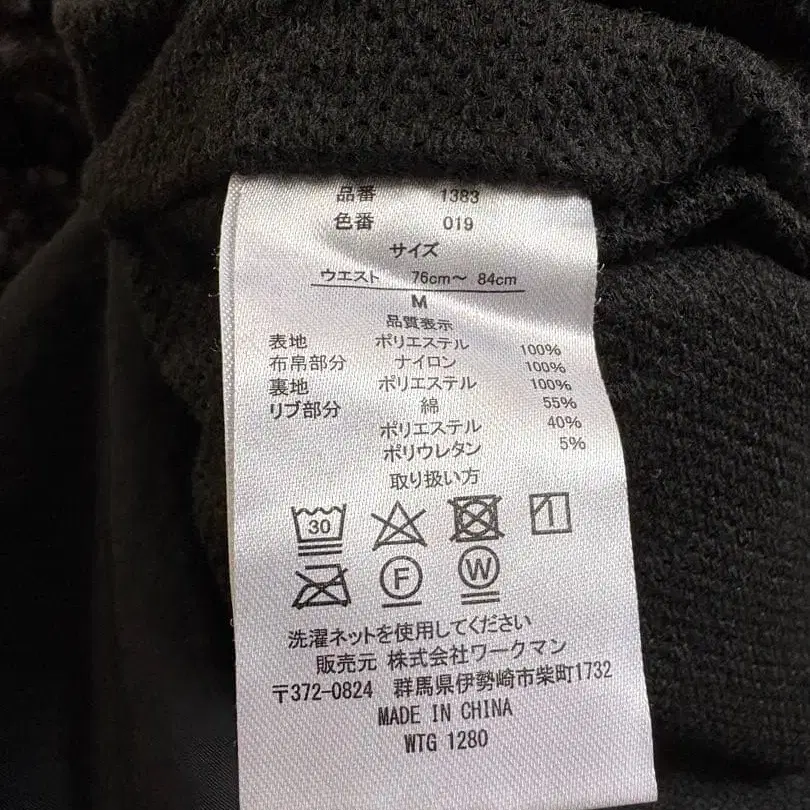 品番 1383
色番 019
サイズ
ウエスト 76cm～ 84cm
M
品質表示
表地 ポリエステル 100%
布帛部分 ナイロン 100%
裏地 ポリエステル 100%
リブ部分 綿 55%
ポリエステル 40%
ポリウレタン 5%
取り扱い方
30
F W
洗濯ネットを使用してください
販売元 株式会社ワークマン
〒372-0824 群馬県伊勢崎市柴町1732
MADE IN CHINA
WTG 1280